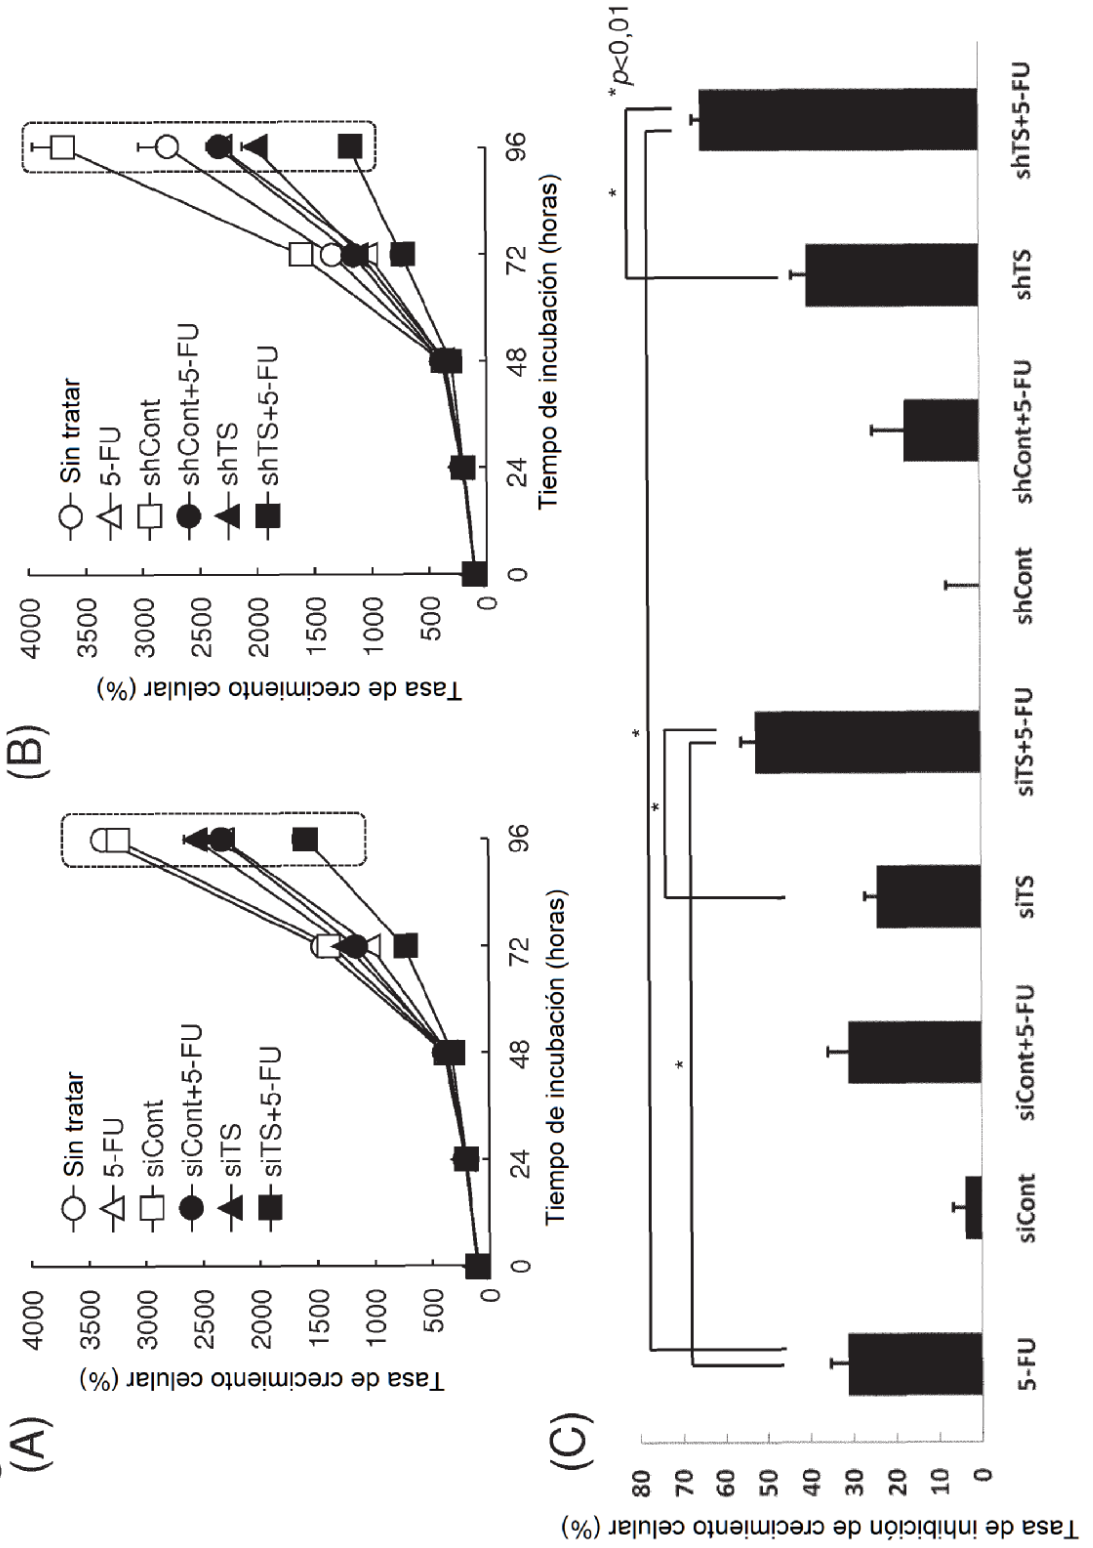 (A)
Tasa de crecimiento celular (%)
4000
3500
3000
2500
2000
1500
1000
500
0
Sin tratar
5-FU
siCont
siCont+5-FU
siTS
siTS+5-FU
0 24 48 72 96
Tiempo de incubación (horas)
(B)
Tasa de crecimiento celular (%)
4000
3500
3000
2500
2000
1500
1000
500
0
Sin tratar
5-FU
shCont
shCont+5-FU
shTS
shTS+5-FU
0 24 48 72 96
Tiempo de incubación (horas)
(C)
Tasa de inhibición de crecimiento celular (%)
80
70
60
50
40
30
20
10
0
*
*
*
*
*p<0,01
5-FU siCont siCont+5-FU siTS siTS+5-FU shCont shCont+5-FU shTS shTS+5-FU